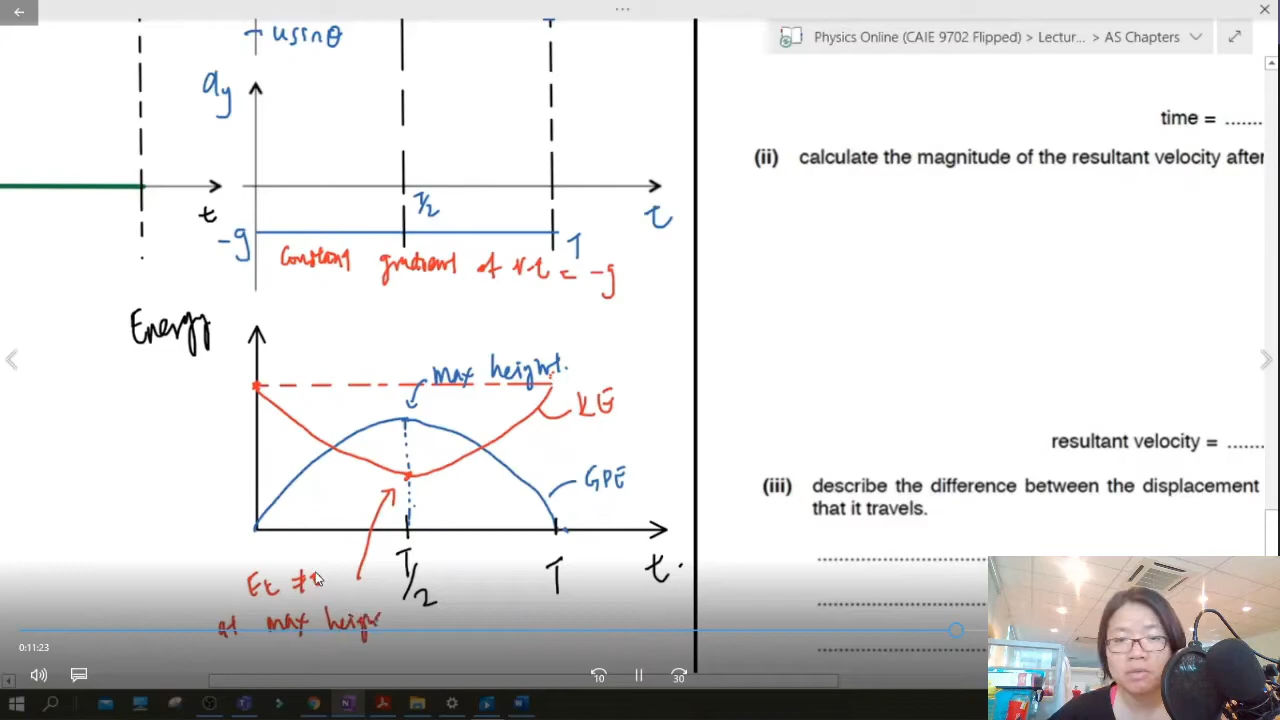 Physics Online (CAIE 9702 Flipped) > Lectur... > AS Chapters
usinθ
ay
t
T/2
t
-g
T
Constant gradient of v-t = -g
Energy
max height.
KE
GPE
T/2
T
t.
at max height
time = ......
(ii) calculate the magnitude of the resultant velocity after
resultant velocity = ......
(iii) describe the difference between the displacement
that it travels.
0:11:23
10
30